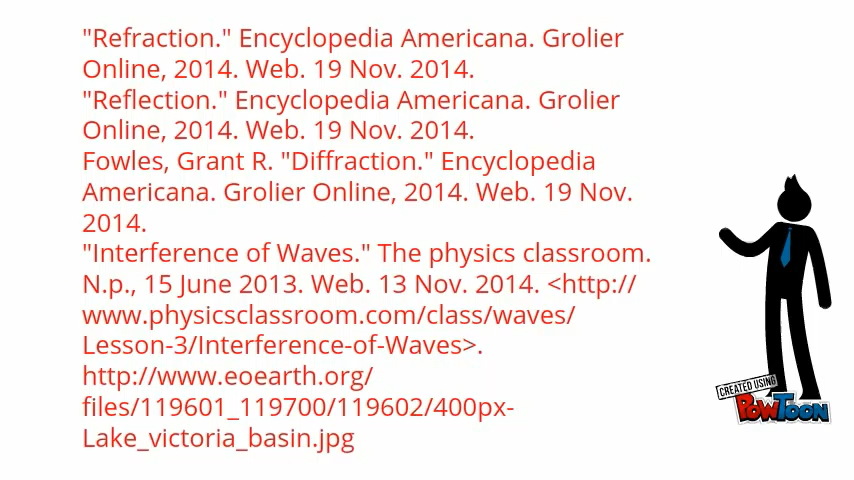 "Refraction." Encyclopedia Americana. Grolier
Online, 2014. Web. 19 Nov. 2014.
"Reflection." Encyclopedia Americana. Grolier
Online, 2014. Web. 19 Nov. 2014.
Fowles, Grant R. "Diffraction." Encyclopedia
Americana. Grolier Online, 2014. Web. 19 Nov.
2014.
"Interference of Waves." The physics classroom.
N.p., 15 June 2013. Web. 13 Nov. 2014. <http://
www.physicsclassroom.com/class/waves/
Lesson-3/Interference-of-Waves>.
http://www.eoearth.org/
files/119601_119700/119602/400px-
Lake_victoria_basin.jpg
CREATED USING
POWTOON